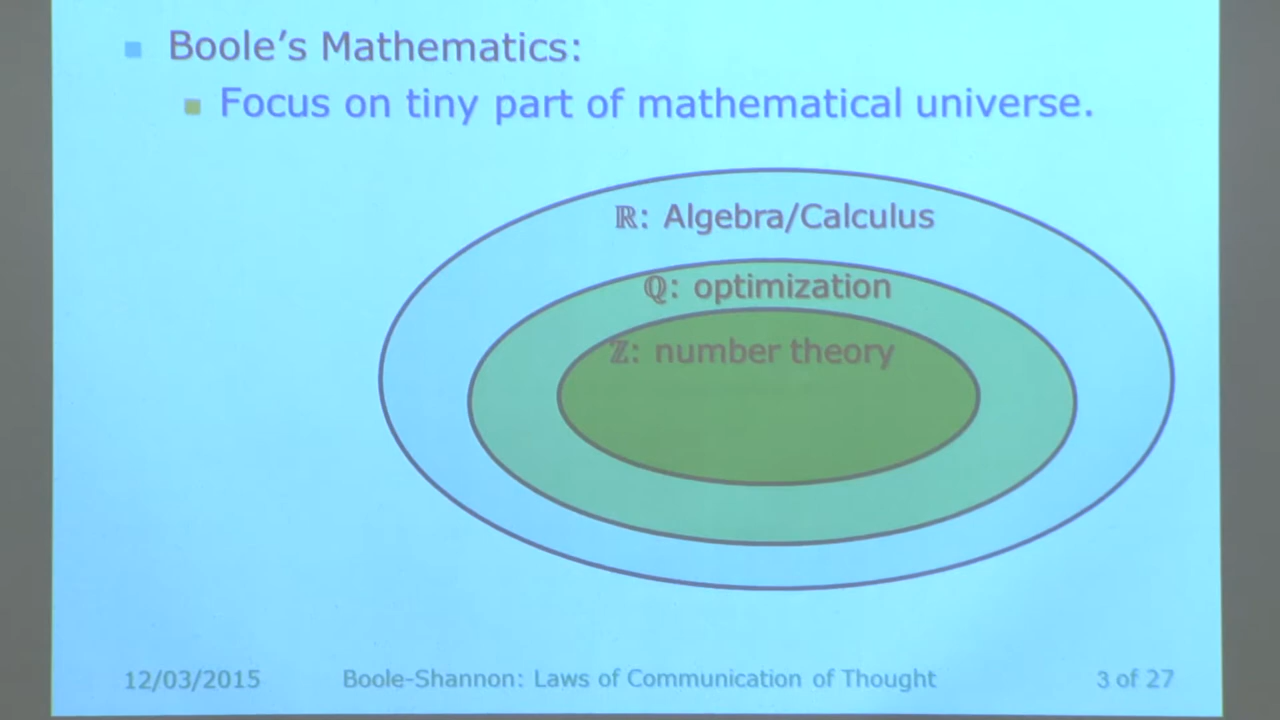 Boole's Mathematics:
Focus on tiny part of mathematical universe.
ℝ: Algebra/Calculus
ℚ: optimization
ℤ: number theory
12/03/2015 Boole-Shannon: Laws of Communication of Thought 3 of 27